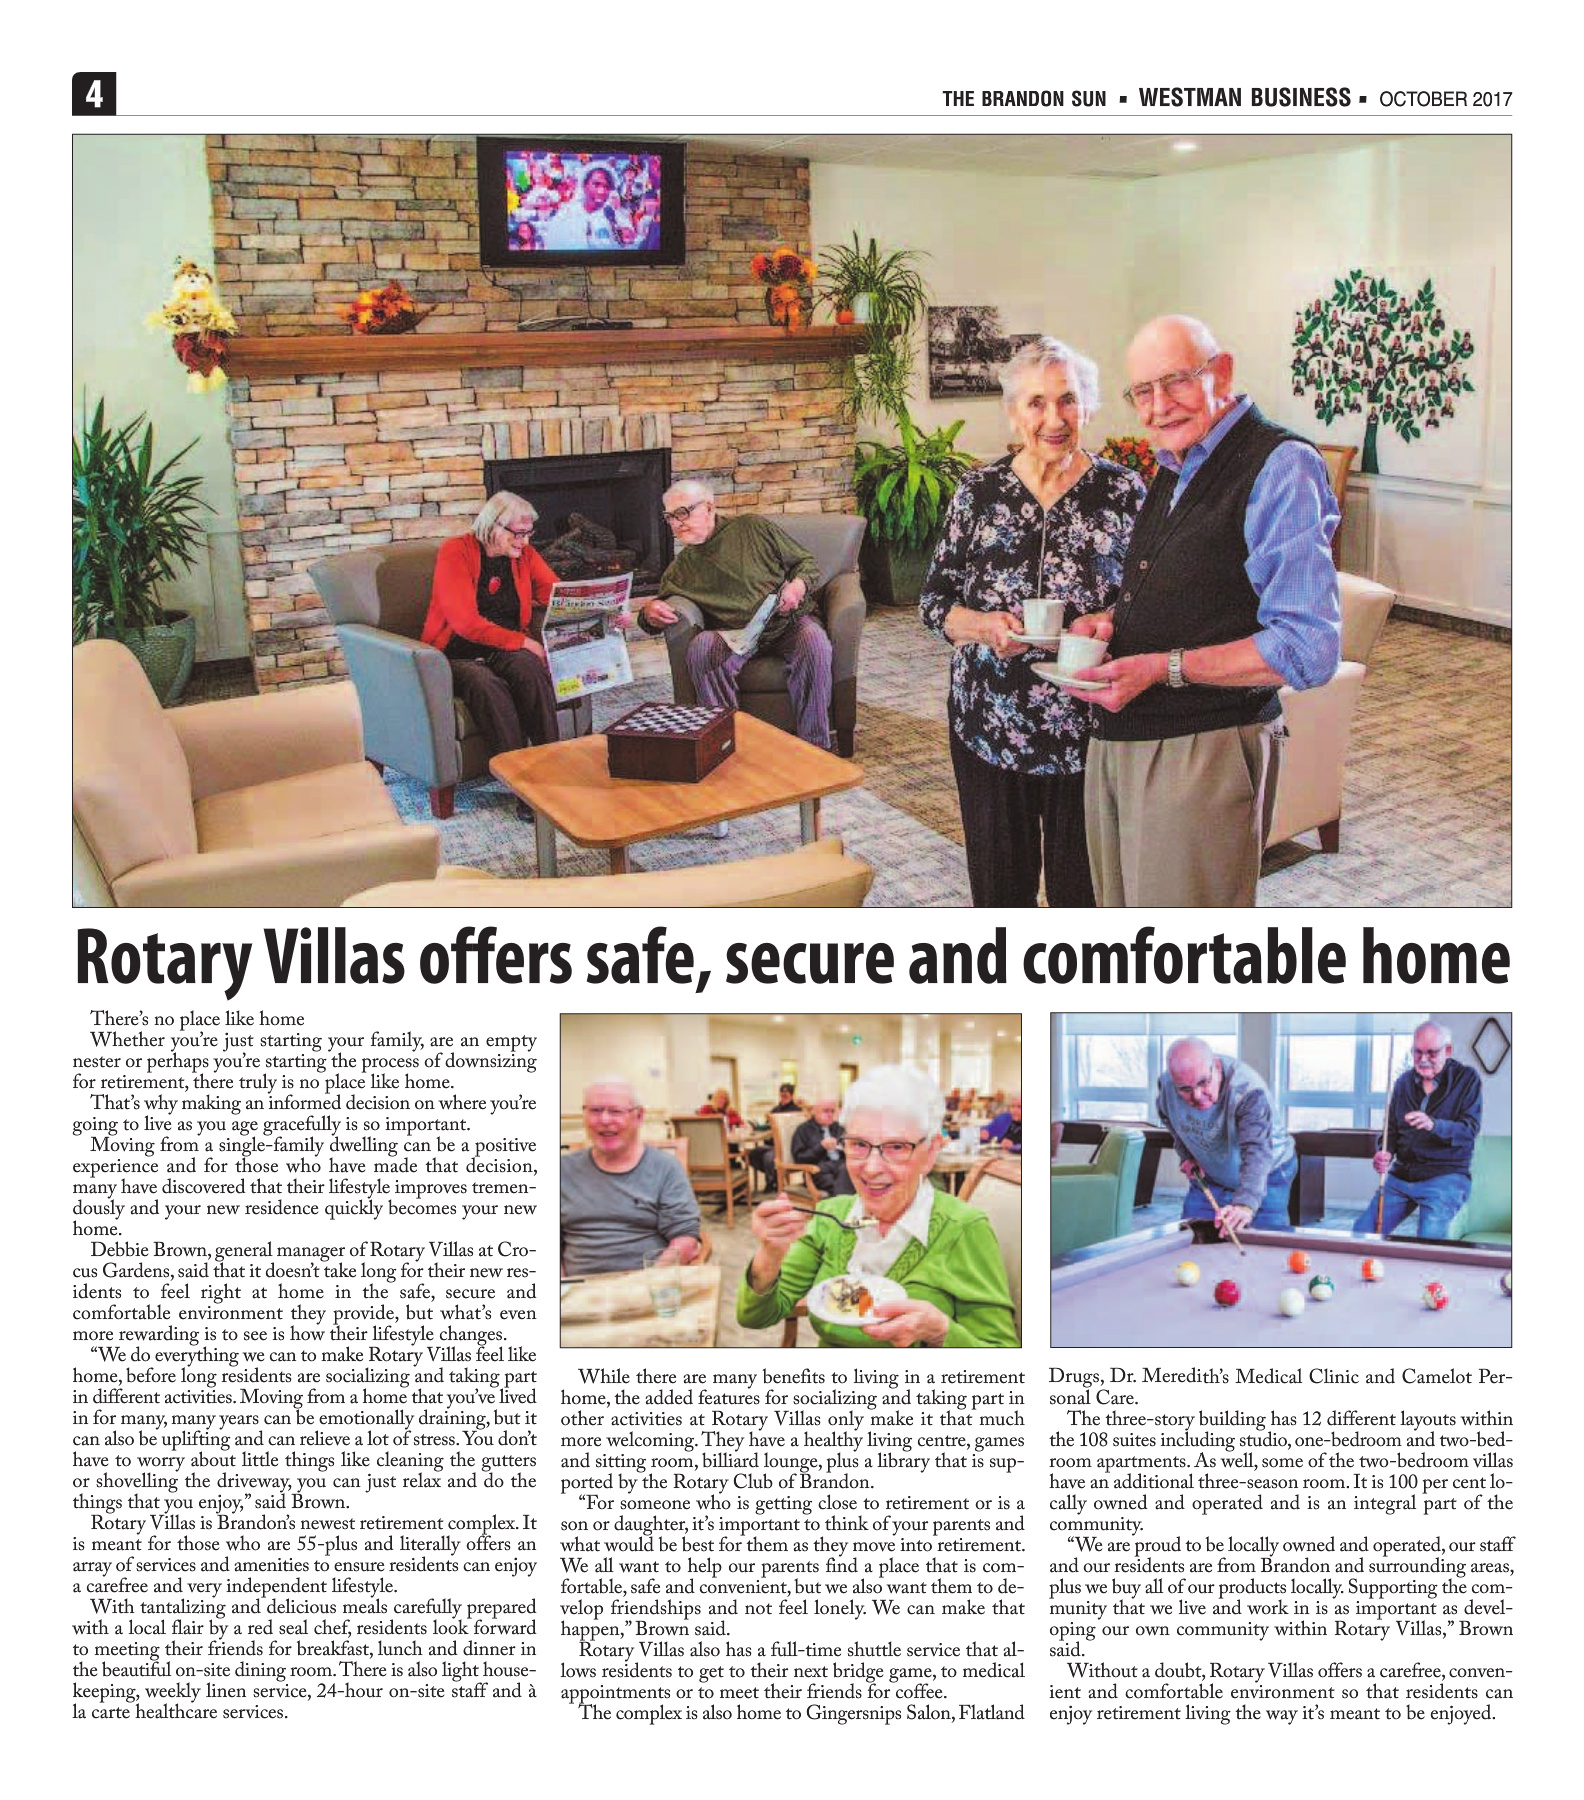 4
THE BRANDON SUN ▪ WESTMAN BUSINESS ▪ OCTOBER 2017
Rotary Villas offers safe, secure and comfortable home
There's no place like home
Whether you're just starting your family, are an empty
nester or perhaps you're starting the process of downsizing
for retirement, there truly is no place like home.
That's why making an informed decision on where you're
going to live as you age gracefully is so important.
Moving from a single-family dwelling can be a positive
experience and for those who have made that decision,
many have discovered that their lifestyle improves tremen-
dously and your new residence quickly becomes your new
home.
Debbie Brown, general manager of Rotary Villas at Cro-
cus Gardens, said that it doesn't take long for their new res-
idents to feel right at home in the safe, secure and
comfortable environment they provide, but what's even
more rewarding is to see is how their lifestyle changes.
“We do everything we can to make Rotary Villas feel like
home, before long residents are socializing and taking part
in different activities. Moving from a home that you've lived
in for many, many years can be emotionally draining, but it
can also be uplifting and can relieve a lot of stress. You don't
have to worry about little things like cleaning the gutters
or shovelling the driveway, you can just relax and do the
things that you enjoy,” said Brown.
Rotary Villas is Brandon's newest retirement complex. It
is meant for those who are 55-plus and literally offers an
array of services and amenities to ensure residents can enjoy
a carefree and very independent lifestyle.
With tantalizing and delicious meals carefully prepared
with a local flair by a red seal chef, residents look forward
to meeting their friends for breakfast, lunch and dinner in
the beautiful on-site dining room. There is also light house-
keeping, weekly linen service, 24-hour on-site staff and à
la carte healthcare services.
While there are many benefits to living in a retirement
home, the added features for socializing and taking part in
other activities at Rotary Villas only make it that much
more welcoming. They have a healthy living centre, games
and sitting room, billiard lounge, plus a library that is sup-
ported by the Rotary Club of Brandon.
“For someone who is getting close to retirement or is a
son or daughter, it's important to think of your parents and
what would be best for them as they move into retirement.
We all want to help our parents find a place that is com-
fortable, safe and convenient, but we also want them to de-
velop friendships and not feel lonely. We can make that
happen,” Brown said.
Rotary Villas also has a full-time shuttle service that al-
lows residents to get to their next bridge game, to medical
appointments or to meet their friends for coffee.
The complex is also home to Gingersnips Salon, Flatland
Drugs, Dr. Meredith's Medical Clinic and Camelot Per-
sonal Care.
The three-story building has 12 different layouts within
the 108 suites including studio, one-bedroom and two-bed-
room apartments. As well, some of the two-bedroom villas
have an additional three-season room. It is 100 per cent lo-
cally owned and operated and is an integral part of the
community.
“We are proud to be locally owned and operated, our staff
and our residents are from Brandon and surrounding areas,
plus we buy all of our products locally. Supporting the com-
munity that we live and work in is as important as devel-
oping our own community within Rotary Villas,” Brown
said.
Without a doubt, Rotary Villas offers a carefree, conven-
ient and comfortable environment so that residents can
enjoy retirement living the way it's meant to be enjoyed.